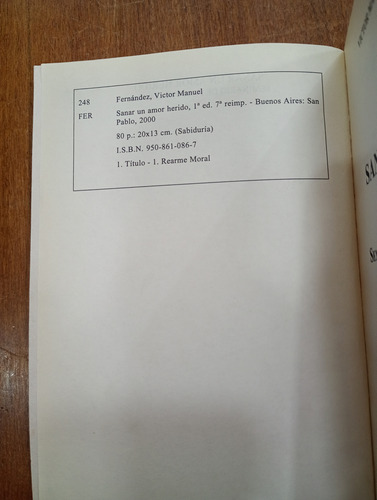 248 Fernández, Víctor Manuel
FER Sanar un amor herido, 1ª ed. 7ª reimp. - Buenos Aires: San
Pablo, 2000
80 p.: 20x13 cm. (Sabiduría)
I.S.B.N. 950-861-086-7
1. Título - 1. Rearme Moral